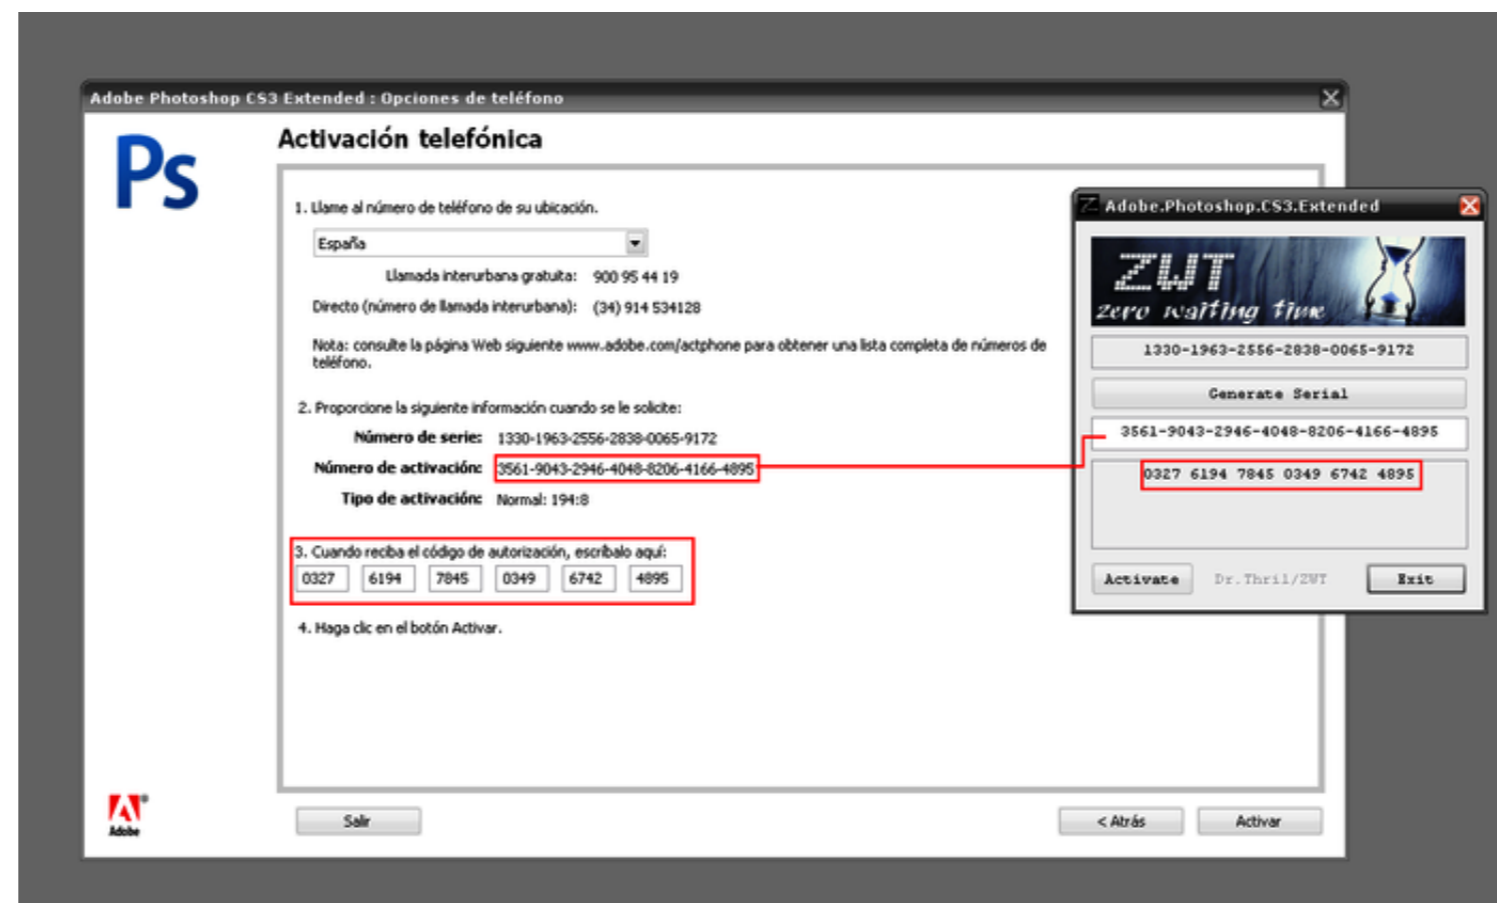 Adobe Photoshop CS3 Extended : Opciones de teléfono
Ps
Activación telefónica
1. Llame al número de teléfono de su ubicación.
España
Llamada interurbana gratuita: 900 95 44 19
Directo (número de llamada interurbana): (34) 914 534128
Nota: consulte la página Web siguiente www.adobe.com/actphone para obtener una lista completa de números de
teléfono.
2. Proporcione la siguiente información cuando se le solicite:
Número de serie: 1330-1963-2556-2838-0065-9172
Número de activación: 3561-9043-2946-4048-8206-4166-4895
Tipo de activación: Normal: 194:8
3. Cuando reciba el código de autorización, escríbalo aquí:
0327 6194 7845 0349 6742 4895
4. Haga clic en el botón Activar.
Adobe
Salir
< Atrás
Activar
Adobe.Photoshop.CS3.Extended
ZWT
zero waiting time
1330-1963-2556-2838-0065-9172
Generate Serial
3561-9043-2946-4048-8206-4166-4895
0327 6194 7845 0349 6742 4895
Activate
Dr.Thril/ZWT
Exit